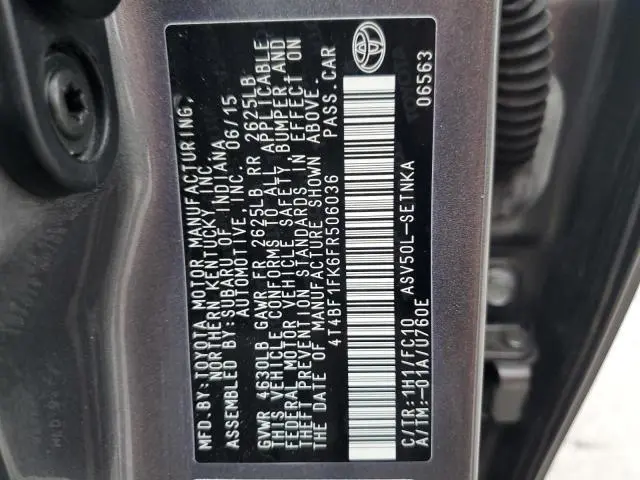 MFD. BY: TOYOTA MOTOR MANUFACTURING,
NORTHERN KENTUCKY, INC.
ASSEMBLED BY: SUBARU OF INDIANA
AUTOMOTIVE, INC. 06/15
GVWR 4630LB GAWR FR 2625LB RR 2625LB
THIS VEHICLE CONFORMS TO ALL APPLICABLE
FEDERAL MOTOR VEHICLE SAFETY, BUMPER AND
THEFT PREVENTION STANDARDS IN EFFECT ON
THE DATE OF MANUFACTURE SHOWN ABOVE.
4T4BF1FK6FR506036 PASS. CAR
C/TR: 1H1/FC10 ASV50L-SETNKA
A/TM: -01A/U760E
06563